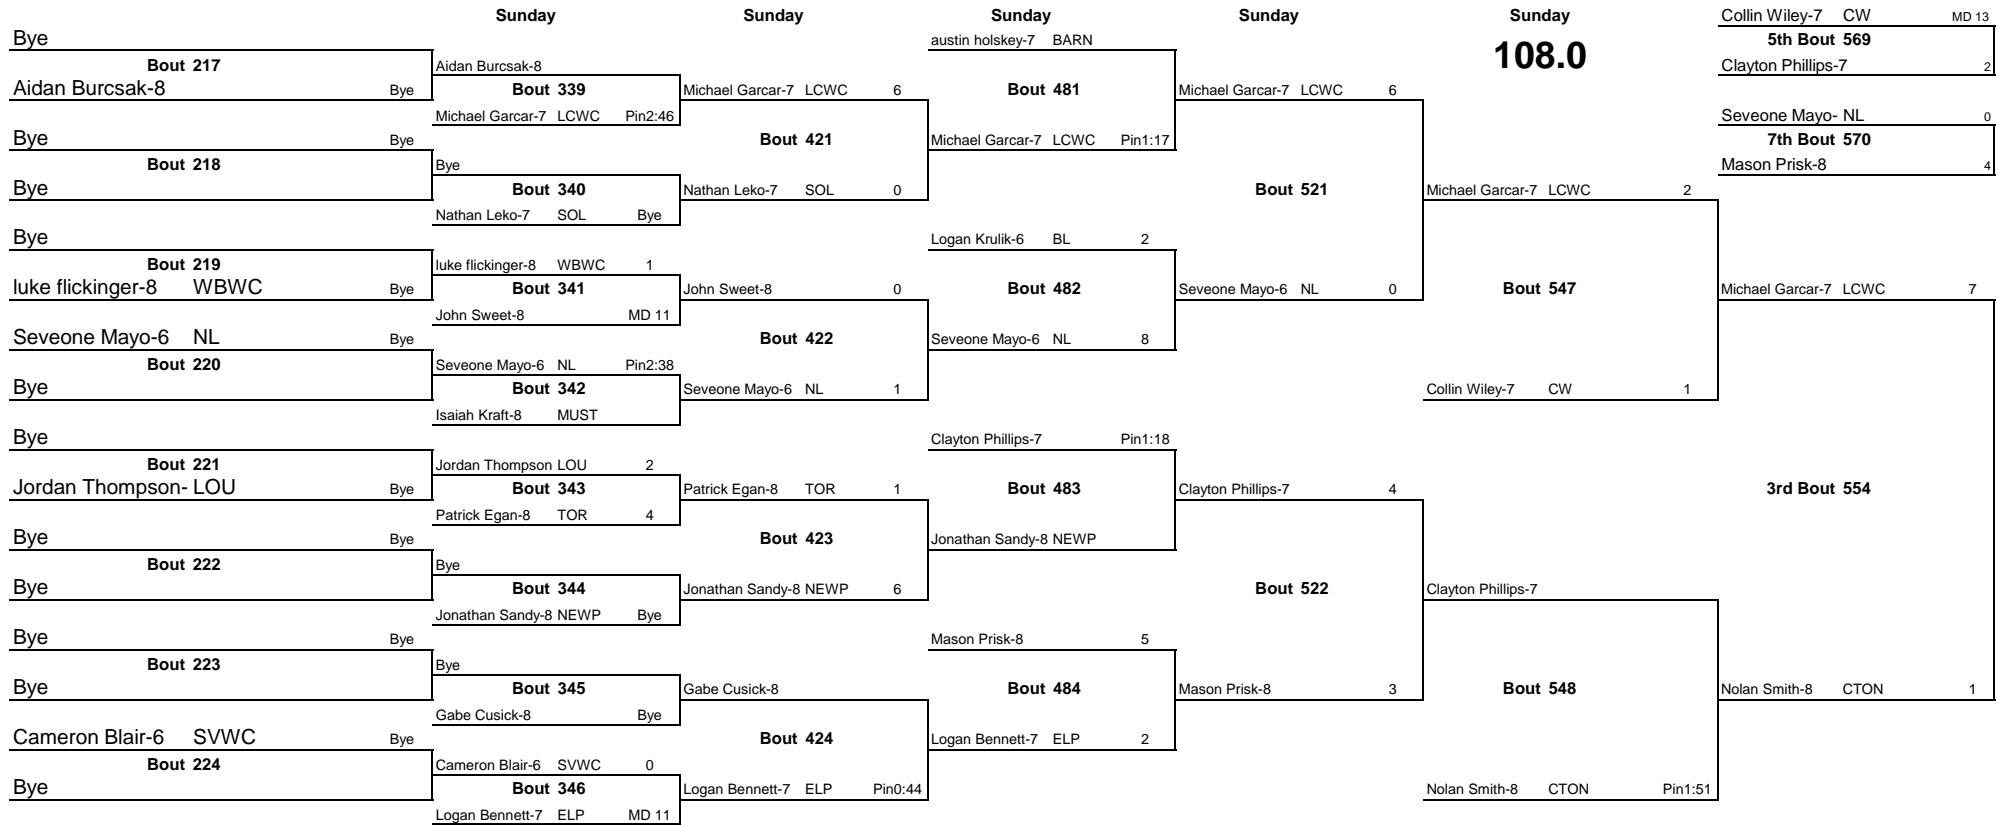 Sunday Sunday Sunday Sunday Sunday
108.0
Bye
Bout 217
Aidan Burcsak-8 Bye
Bye Bye
Bout 218
Bye
Bye
Bout 219
luke flickinger-8 WBWC Bye
Seveone Mayo-6 NL Bye
Bout 220
Bye
Bye
Bout 221
Jordan Thompson- LOU Bye
Bye Bye
Bout 222
Bye
Bye Bye
Bout 223
Bye
Cameron Blair-6 SVWC Bye
Bout 224
Bye
Aidan Burcsak-8
Bout 339
Michael Garcar-7 LCWC Pin2:46
Bye
Bout 340
Nathan Leko-7 SOL Bye
luke flickinger-8 WBWC 1
Bout 341
John Sweet-8 MD 11
Seveone Mayo-6 NL Pin2:38
Bout 342
Isaiah Kraft-8 MUST
Jordan Thompson LOU 2
Bout 343
Patrick Egan-8 TOR 4
Bye
Bout 344
Jonathan Sandy-8 NEWP Bye
Bye
Bout 345
Gabe Cusick-8 Bye
Cameron Blair-6 SVWC 0
Bout 346
Logan Bennett-7 ELP MD 11
Michael Garcar-7 LCWC 6
Bout 421
Nathan Leko-7 SOL 0
John Sweet-8 0
Bout 422
Seveone Mayo-6 NL 1
Patrick Egan-8 TOR 1
Bout 423
Jonathan Sandy-8 NEWP 6
Gabe Cusick-8
Bout 424
Logan Bennett-7 ELP Pin0:44
austin holskey-7 BARN
Bout 481
Michael Garcar-7 LCWC Pin1:17
Logan Krulik-6 BL 2
Bout 482
Seveone Mayo-6 NL 8
Clayton Phillips-7 Pin1:18
Bout 483
Jonathan Sandy-8 NEWP
Mason Prisk-8 5
Bout 484
Logan Bennett-7 ELP 2
Michael Garcar-7 LCWC 6
Bout 521
Seveone Mayo-6 NL 0
Clayton Phillips-7 4
Bout 522
Mason Prisk-8 3
Michael Garcar-7 LCWC 2
Bout 547
Collin Wiley-7 CW 1
Clayton Phillips-7
Bout 548
Nolan Smith-8 CTON Pin1:51
Michael Garcar-7 LCWC 7
3rd Bout 554
Nolan Smith-8 CTON 1
Collin Wiley-7 CW MD 13
5th Bout 569
Clayton Phillips-7 2
Seveone Mayo- NL 0
7th Bout 570
Mason Prisk-8 4